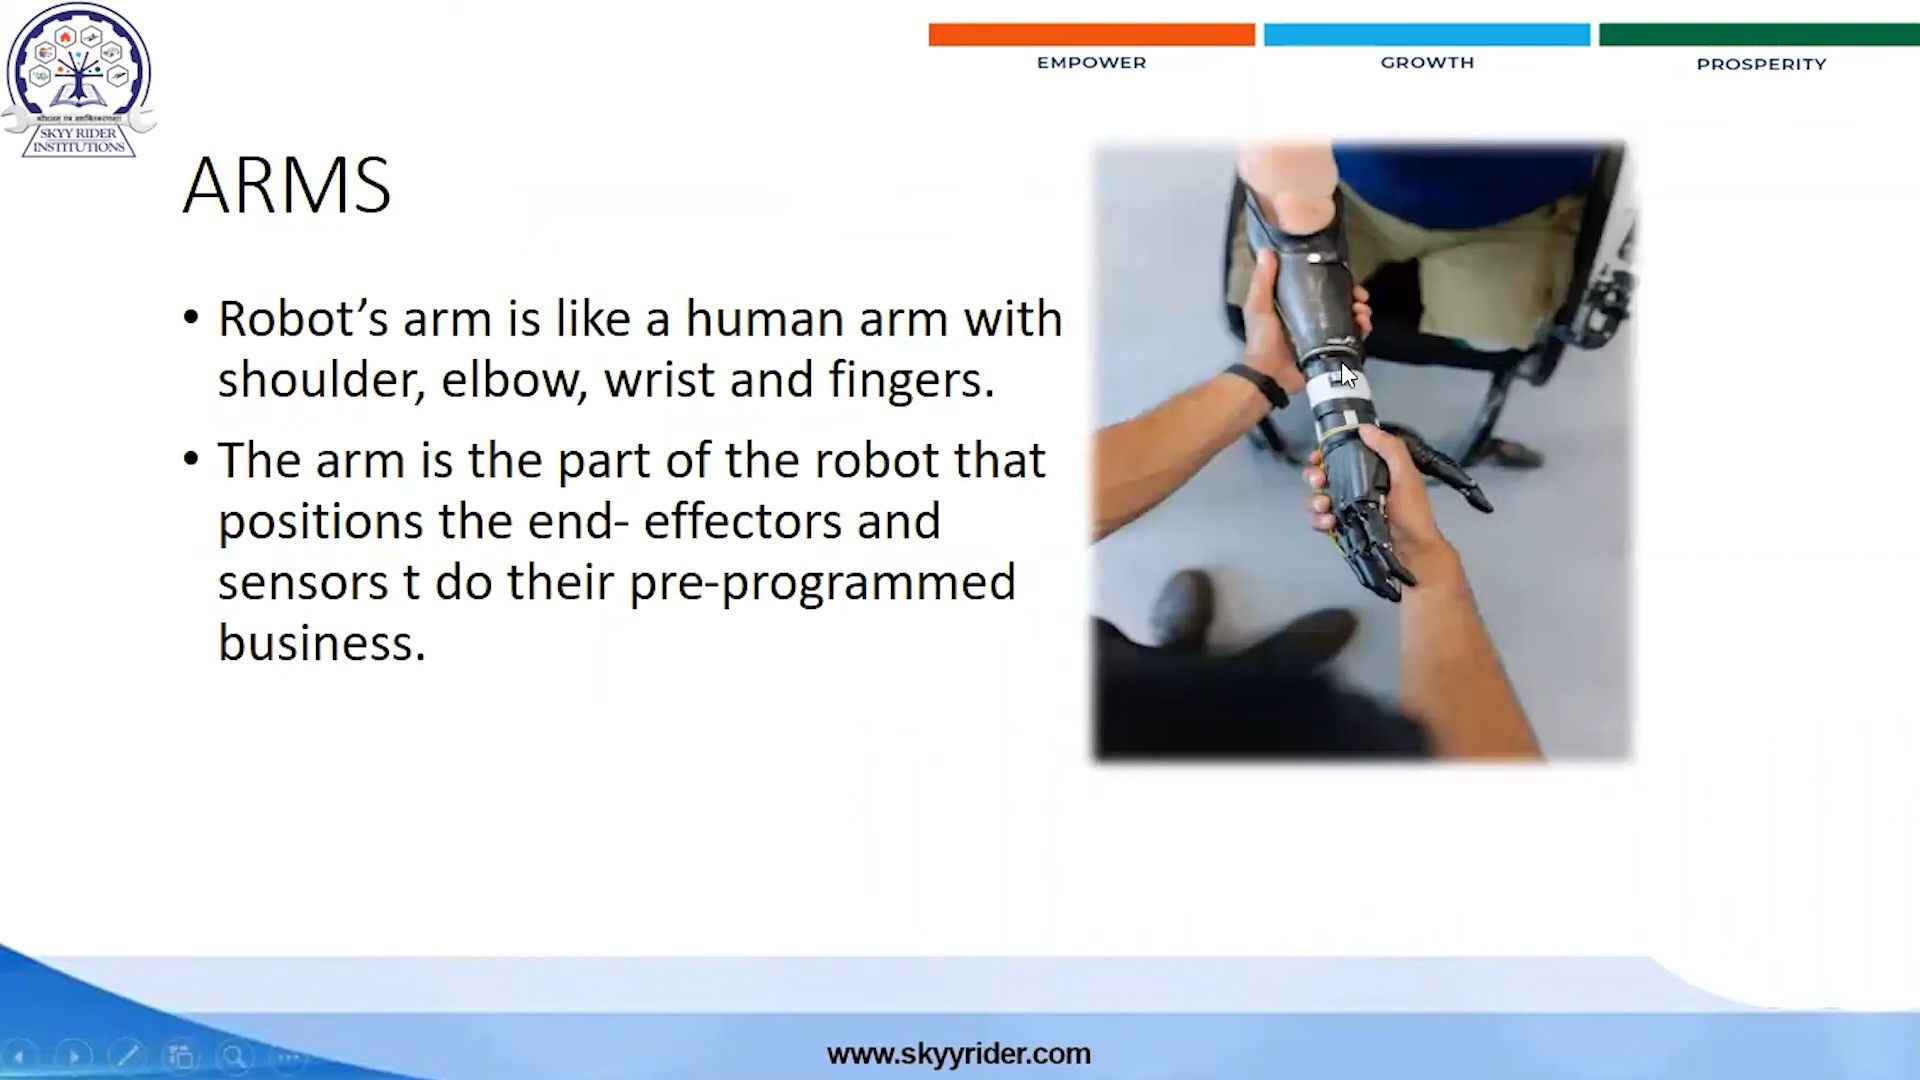 SKYY RIDER
INSTITUTIONS
EMPOWER
GROWTH
PROSPERITY
ARMS
• Robot’s arm is like a human arm with
shoulder, elbow, wrist and fingers.
• The arm is the part of the robot that
positions the end- effectors and
sensors t do their pre-programmed
business.
www.skyyrider.com